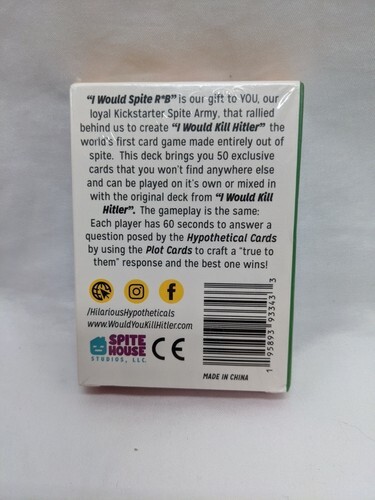 “I Would Spite R*B” is our gift to YOU, our
loyal Kickstarter Spite Army, that rallied
behind us to create “I Would Kill Hitler” the
world's first card game made entirely out of
spite. This deck brings you 50 exclusive
cards that you won't find anywhere else
and can be played on it's own or mixed in
with the original deck from “I Would Kill
Hitler”. The gameplay is the same:
Each player has 60 seconds to answer a
question posed by the Hypothetical Cards
by using the Plot Cards to craft a “true to
them” response and the best one wins!
/HilariousHypotheticals
www.WouldYouKillHitler.com
SPITE
HOUSE
STUDIOS, LLC.
CE
1 95893 93343 3
MADE IN CHINA